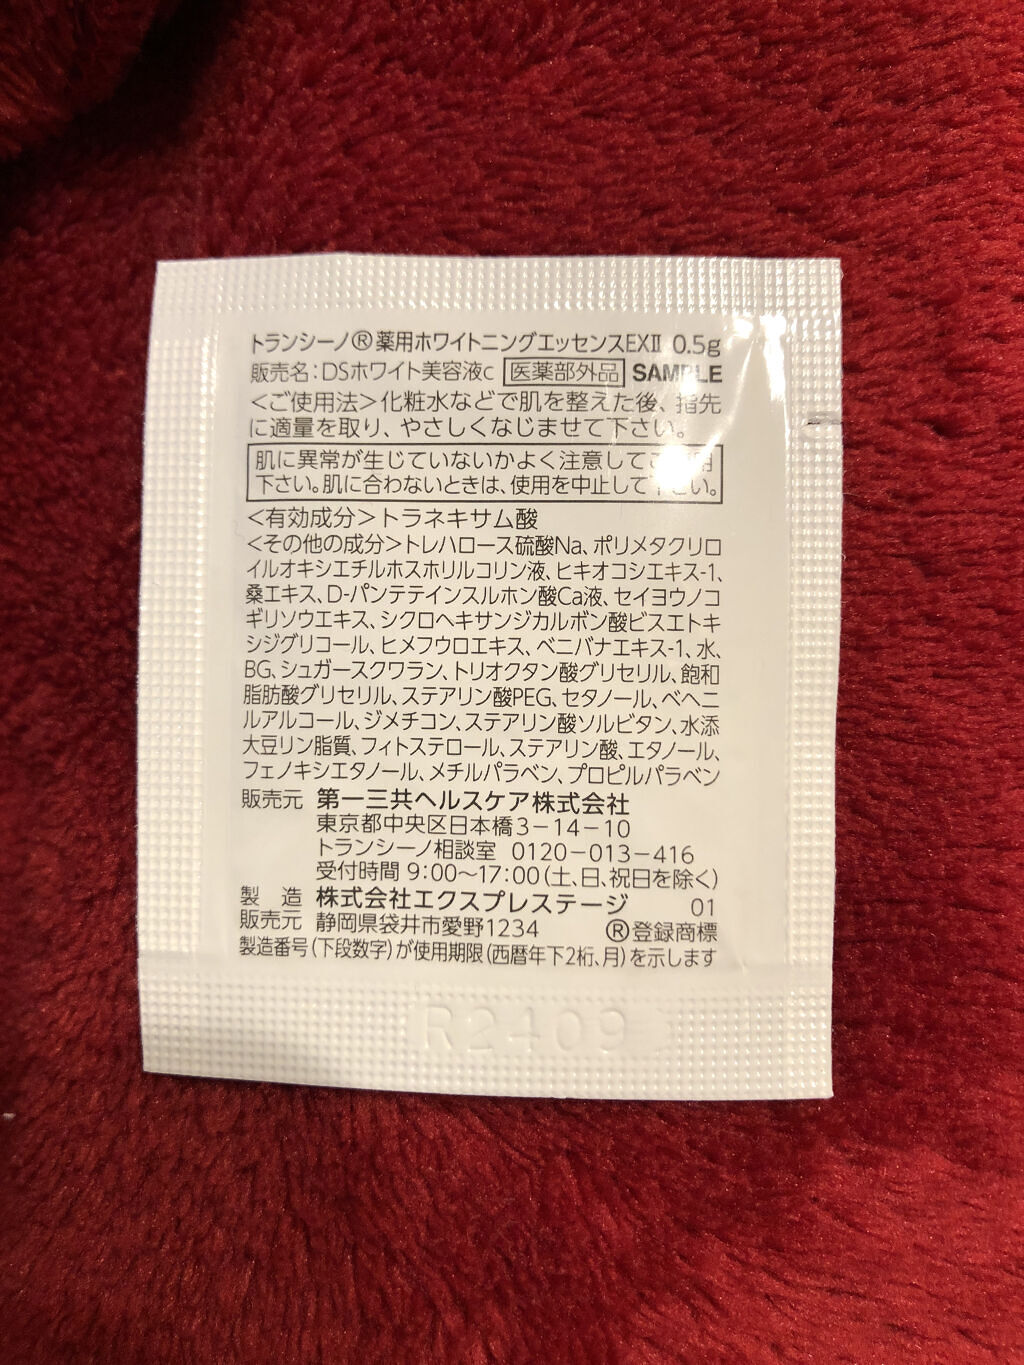 トランシーノ®薬用ホワイトニングエッセンスEXⅡ 0.5g
販売名:DSホワイト美容液c 医薬部外品 SAMPLE
<ご使用法>化粧水などで肌を整えた後、指先
に適量を取り、やさしくなじませて下さい。
肌に異常が生じていないかよく注意してご使用
下さい。肌に合わないときは、使用を中止して下さい。
<有効成分>トラネキサム酸
<その他の成分>トレハロース硫酸Na、ポリメタクリロ
イルオキシエチルホスホリルコリン液、ヒキオコシエキス-1、
桑エキス、D-パンテテインスルホン酸Ca液、セイヨウノコ
ギリソウエキス、シクロヘキサンジカルボン酸ビスエトキ
シジグリコール、ヒメフウロエキス、ベニバナエキス-1、水、
BG、シュガースクワラン、トリオクタン酸グリセリル、飽和
脂肪酸グリセリル、ステアリン酸PEG、セタノール、ベヘニ
ルアルコール、ジメチコン、ステアリン酸ソルビタン、水添
大豆リン脂質、フィトステロール、ステアリン酸、エタノール、
フェノキシエタノール、メチルパラベン、プロピルパラベン
販売元 第一三共ヘルスケア株式会社
東京都中央区日本橋3-14-10
トランシーノ相談室 0120-013-416
受付時間 9:00〜17:00(土、日、祝日を除く)
製造 株式会社エクスプレステージ 01
販売元 静岡県袋井市愛野1234 ®登録商標
製造番号(下段数字)が使用期限(西暦年下2桁、月)を示します
R2409